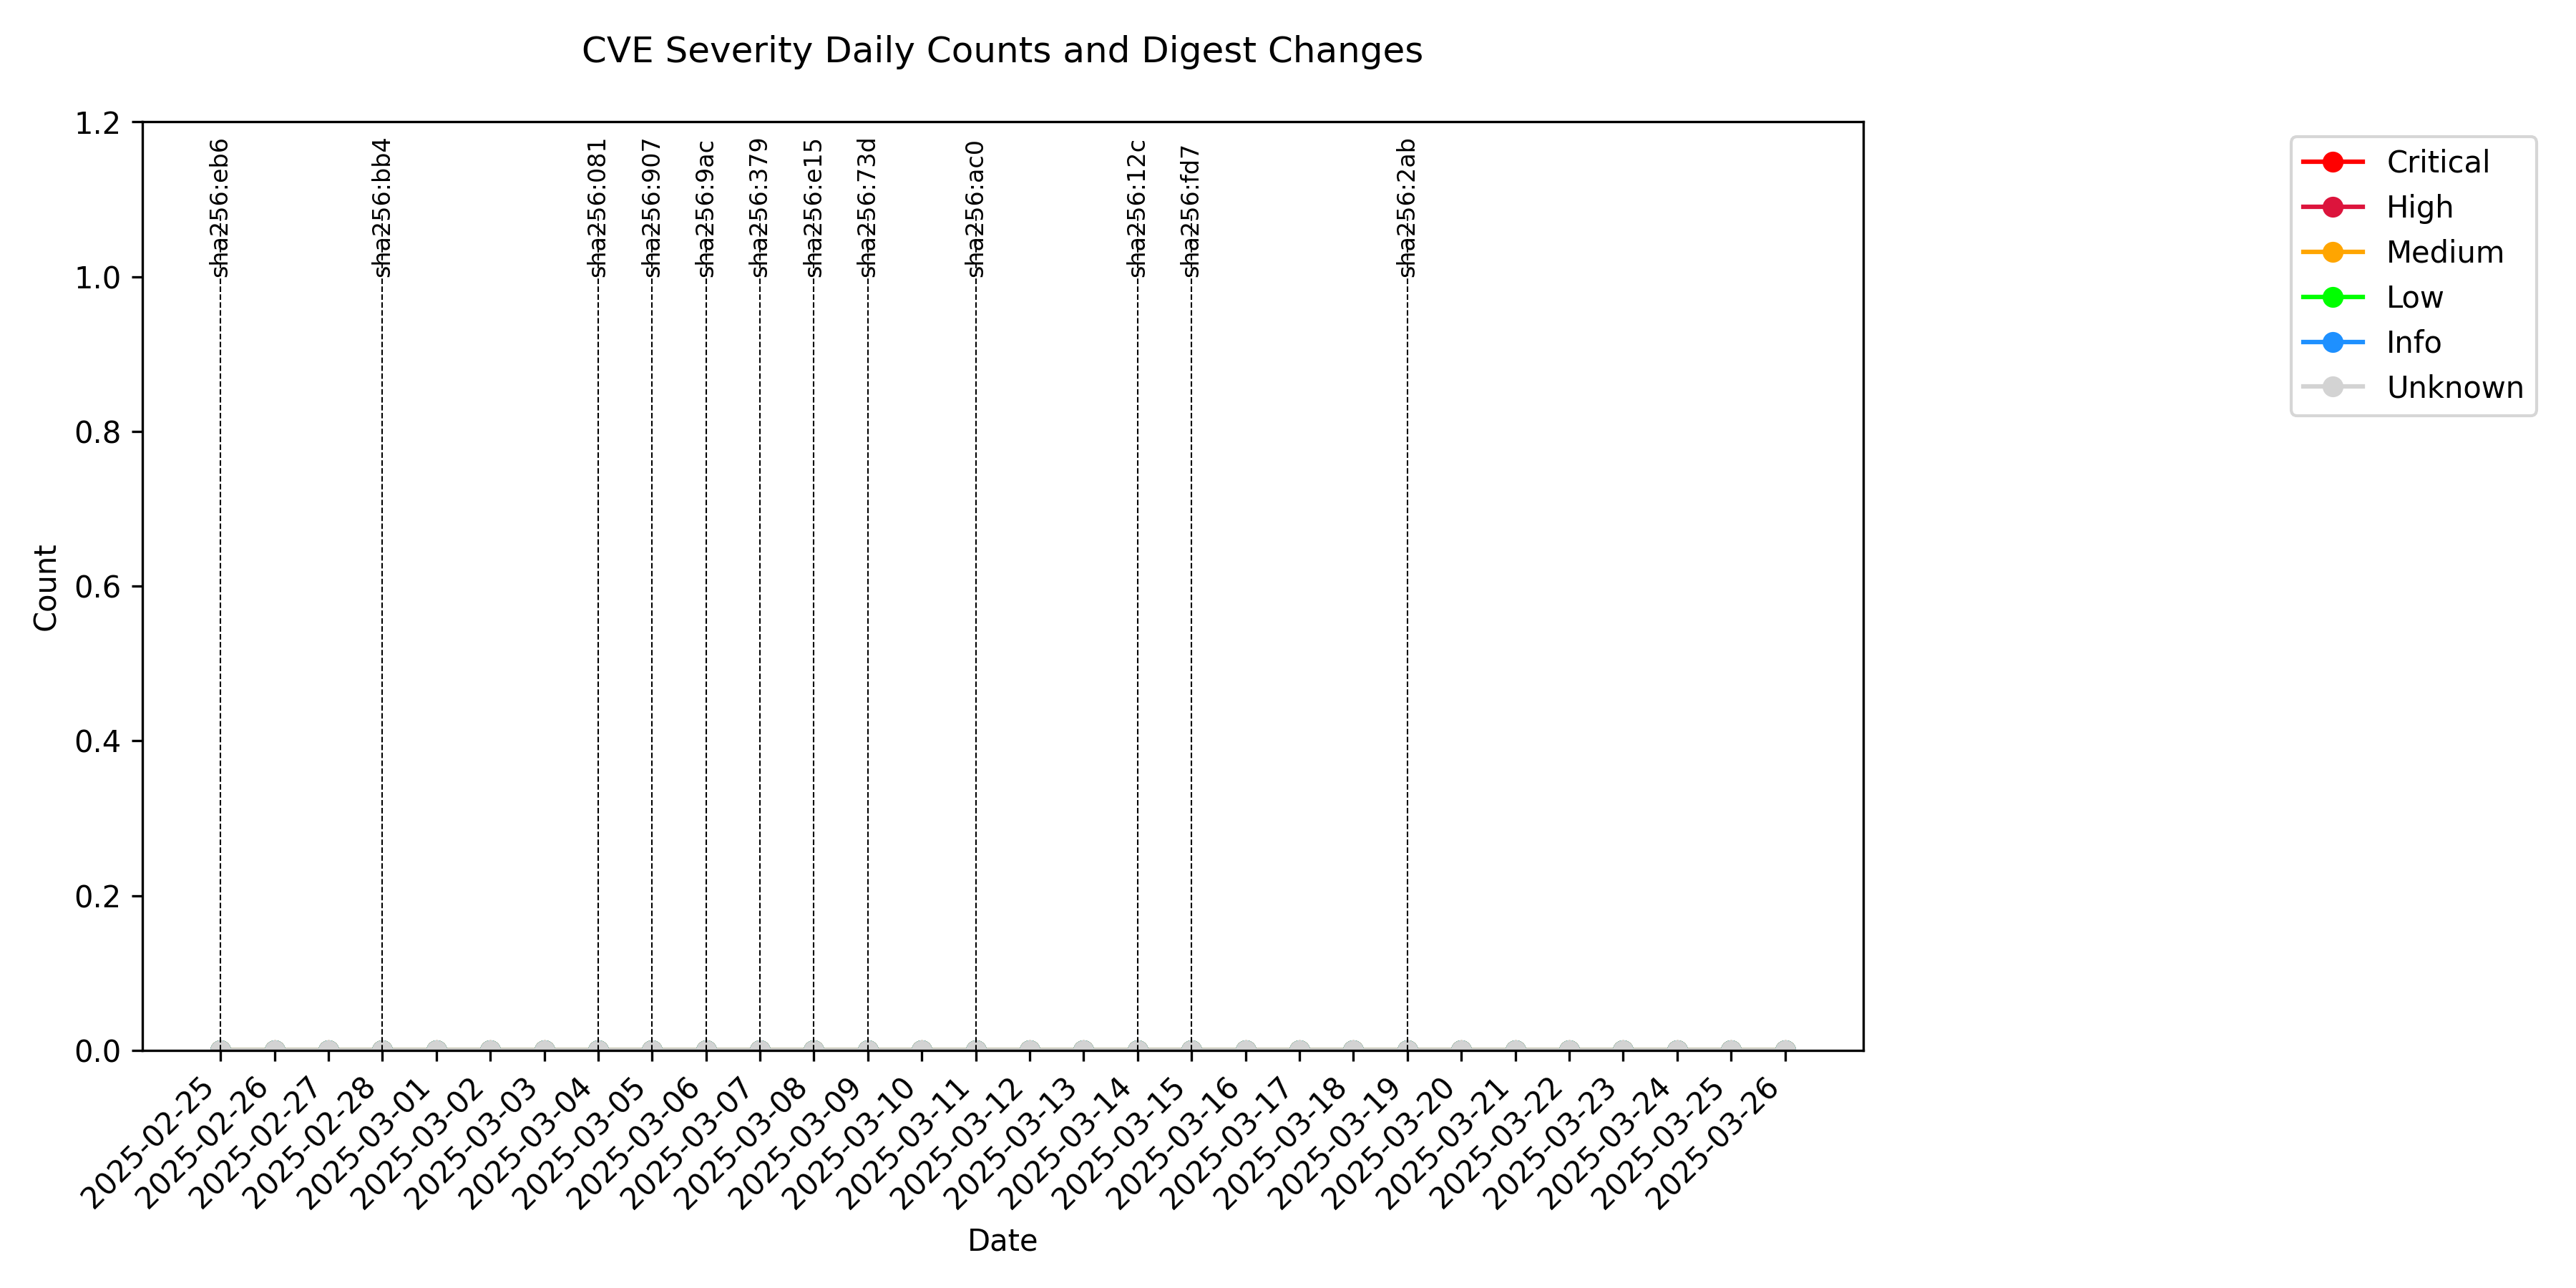 CVE Severity Daily Counts and Digest Changes
1.2
1.0
0.8
0.6
0.4
0.2
0.0
Count
sha256:eb6
sha256:bb4
sha256:081
sha256:907
sha256:9ac
sha256:379
sha256:e15
sha256:73d
sha256:ac0
sha256:12c
sha256:fd7
sha256:2ab
Critical
High
Medium
Low
Info
Unknown
2025-02-25
2025-02-26
2025-02-27
2025-02-28
2025-03-01
2025-03-02
2025-03-03
2025-03-04
2025-03-05
2025-03-06
2025-03-07
2025-03-08
2025-03-09
2025-03-10
2025-03-11
2025-03-12
2025-03-13
2025-03-14
2025-03-15
2025-03-16
2025-03-17
2025-03-18
2025-03-19
2025-03-20
2025-03-21
2025-03-22
2025-03-23
2025-03-24
2025-03-25
2025-03-26
Date